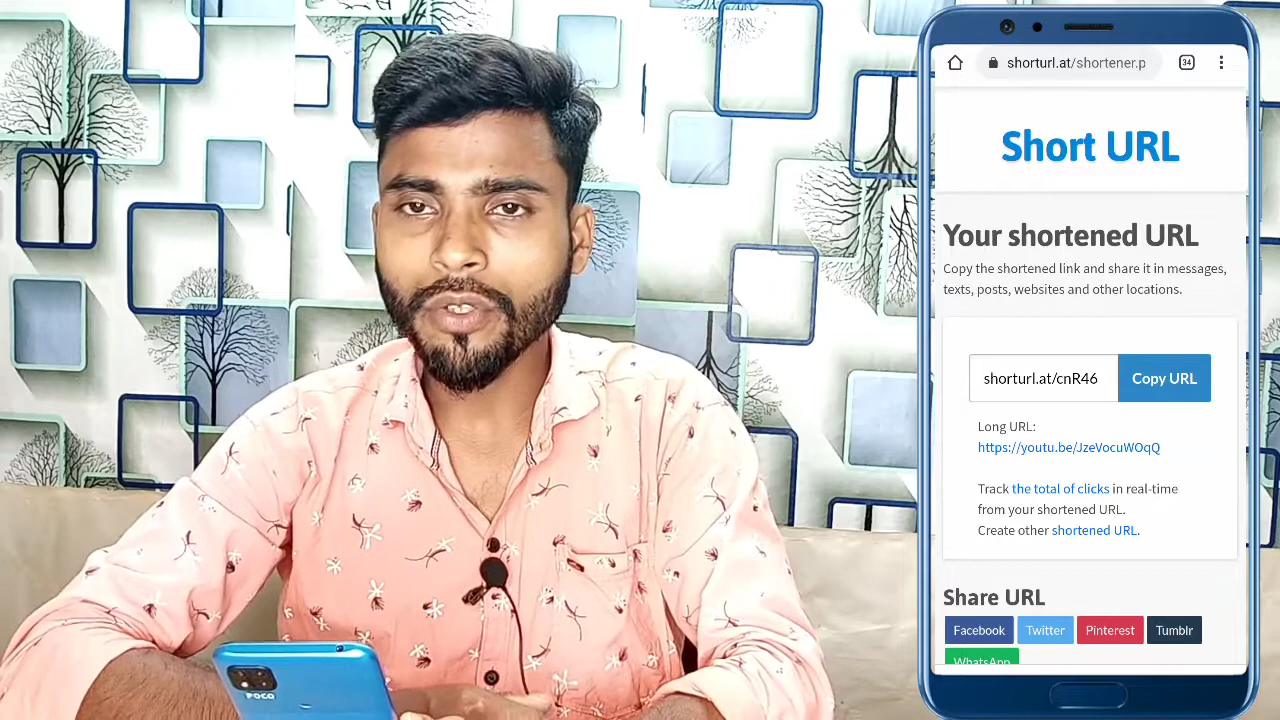 POCO
shorturl.at/shortener.p
34
Short URL
Your shortened URL
Copy the shortened link and share it in messages,
texts, posts, websites and other locations.
shorturl.at/cnR46 Copy URL
Long URL:
https://youtu.be/JzeVocuWOqQ
Track the total of clicks in real-time
from your shortened URL.
Create other shortened URL.
Share URL
Facebook Twitter Pinterest Tumblr
WhatsApp